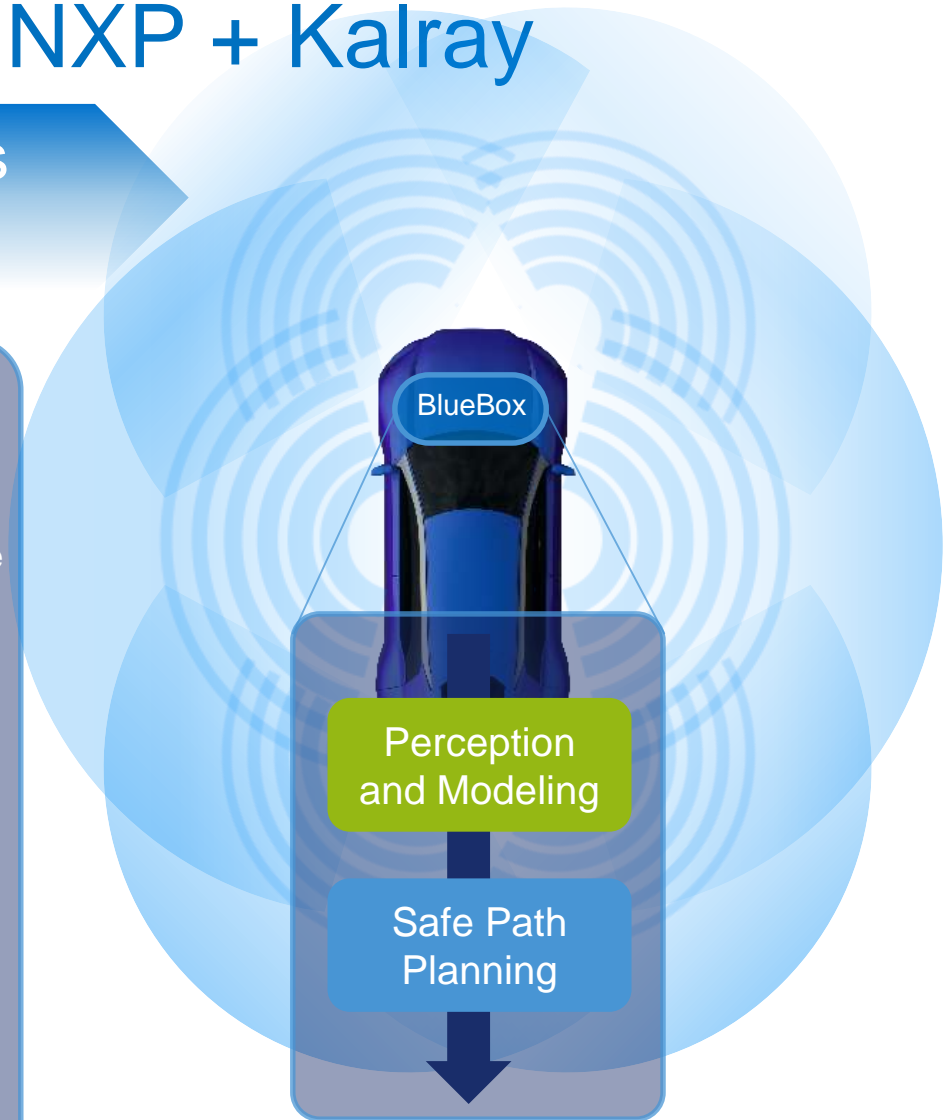 NXP + Kalray
s
e
BlueBox
Perception
and Modeling
Safe Path
Planning